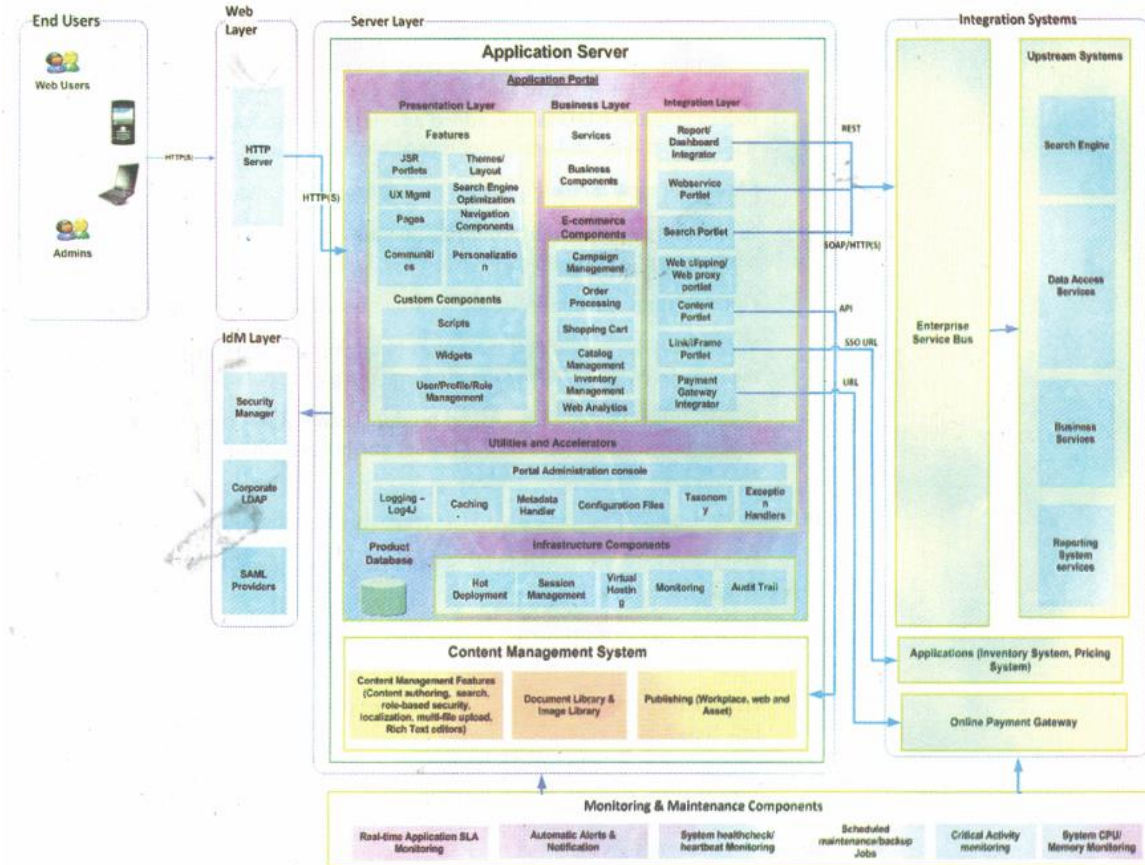 End Users
Web Users
Admins
HTTP(S)
Web
Layer
HTTP
Server
HTTP(S)
IdM Layer
Security
Manager
Corporate
LDAP
SAML
Providers
Server Layer
Application Server
Application Portal
Presentation Layer
Features
JSR
Portlets
Themes/
Layout
UX Mgmt
Search Engine
Optimization
Pages
Navigation
Components
Communiti
es
Personalizatio
n
Custom Components
Scripts
Widgets
User/Profile/Role
Management
Business Layer
Services
Business
Components
E-commerce
Components
Campaign
Management
Order
Processing
Shopping Cart
Catalog
Management
Inventory
Management
Web Analytics
Integration Layer
Report/
Dashboard
Integrator
Webservice
Portlet
Search Portlet
Web clipping/
Web proxy
portlet
Content
Portlet
Link/iFrame
Portlet
Payment
Gateway
Integrator
REST
SOAP/HTTP(S)
API
SSO URL
URL
Utilities and Accelerators
Portal Administration console
Logging –
Log4J
Caching
Metadata
Handler
Configuration Files
Taxonom
y
Exceptio
n
Handlers
Product
Database
Infrastructure Components
Hot
Deployment
Session
Management
Virtual
Hostin
g
Monitoring
Audit Trail
Content Management System
Content Management Features
(Content authoring, search,
role-based security,
localization, multi-file upload,
Rich Text editors)
Document Library &
Image Library
Publishing (Workplace, web and
Asset)
Integration Systems
Enterprise
Service Bus
Upstream Systems
Search Engine
Data Access
Services
Business
Services
Reporting
System
services
Applications (Inventory System, Pricing
System)
Online Payment Gateway
Monitoring & Maintenance Components
Real-time Application SLA
Monitoring
Automatic Alerts &
Notification
System healthcheck/
heartbeat Monitoring
Scheduled
maintenance/backup
Jobs
Critical Activity
monitoring
System CPU/
Memory Monitoring